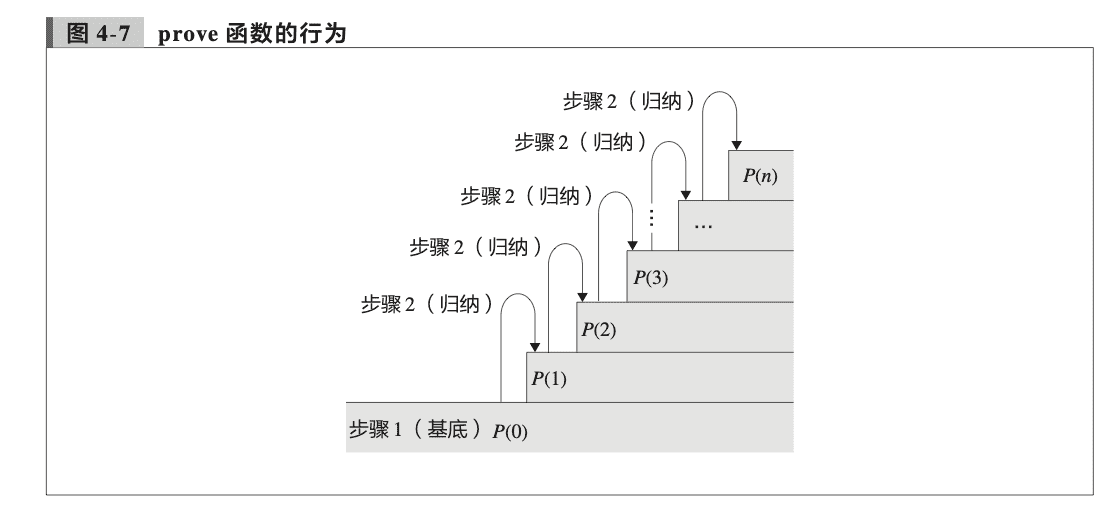 图 4-7 prove 函数的行为
步骤 2（归纳）
步骤 2（归纳）
P(n)
步骤 2（归纳）
⋮
…
步骤 2（归纳）
P(3)
步骤 2（归纳）
P(2)
P(1)
步骤 1（基底）P(0)